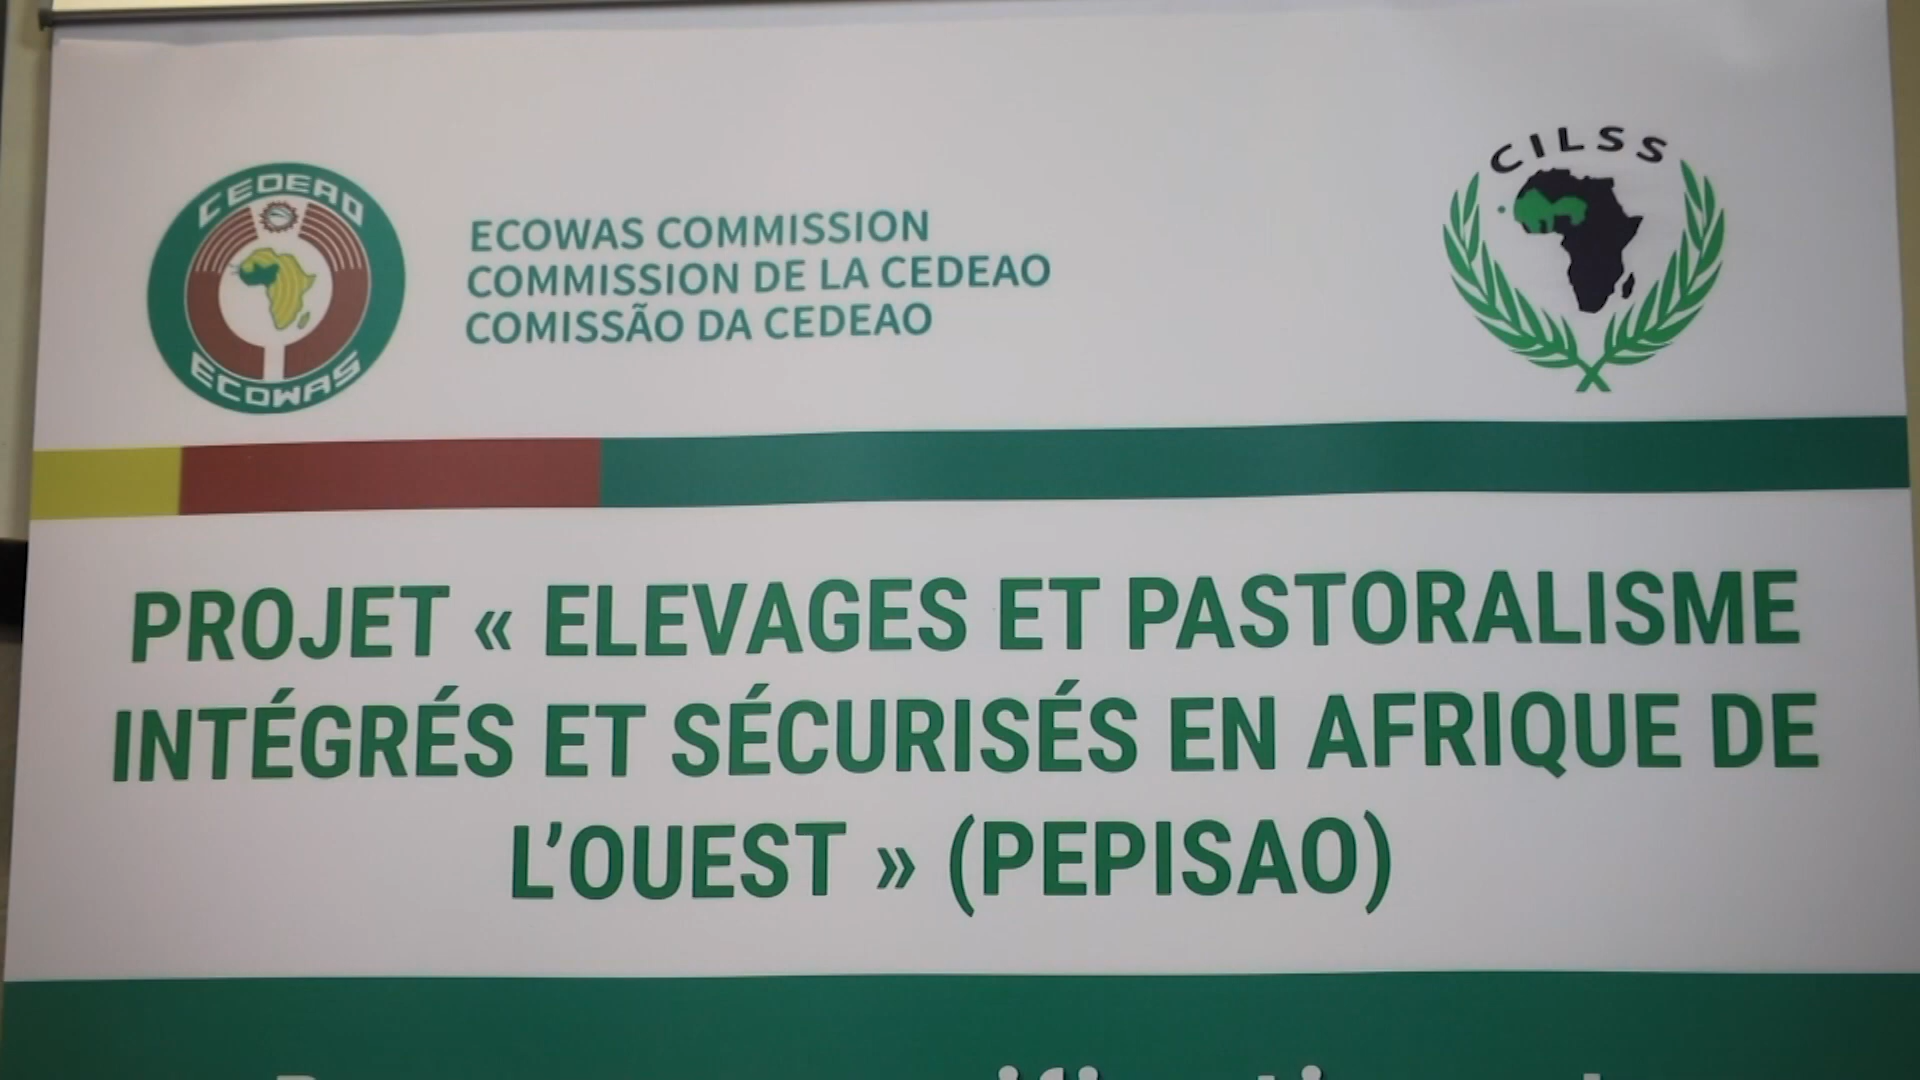 CEDEAO
ECOWAS
ECOWAS COMMISSION
COMMISSION DE LA CEDEAO
COMISSÃO DA CEDEAO
CILSS
PROJET « ELEVAGES ET PASTORALISME
INTÉGRÉS ET SÉCURISÉS EN AFRIQUE DE
L’OUEST » (PEPISAO)